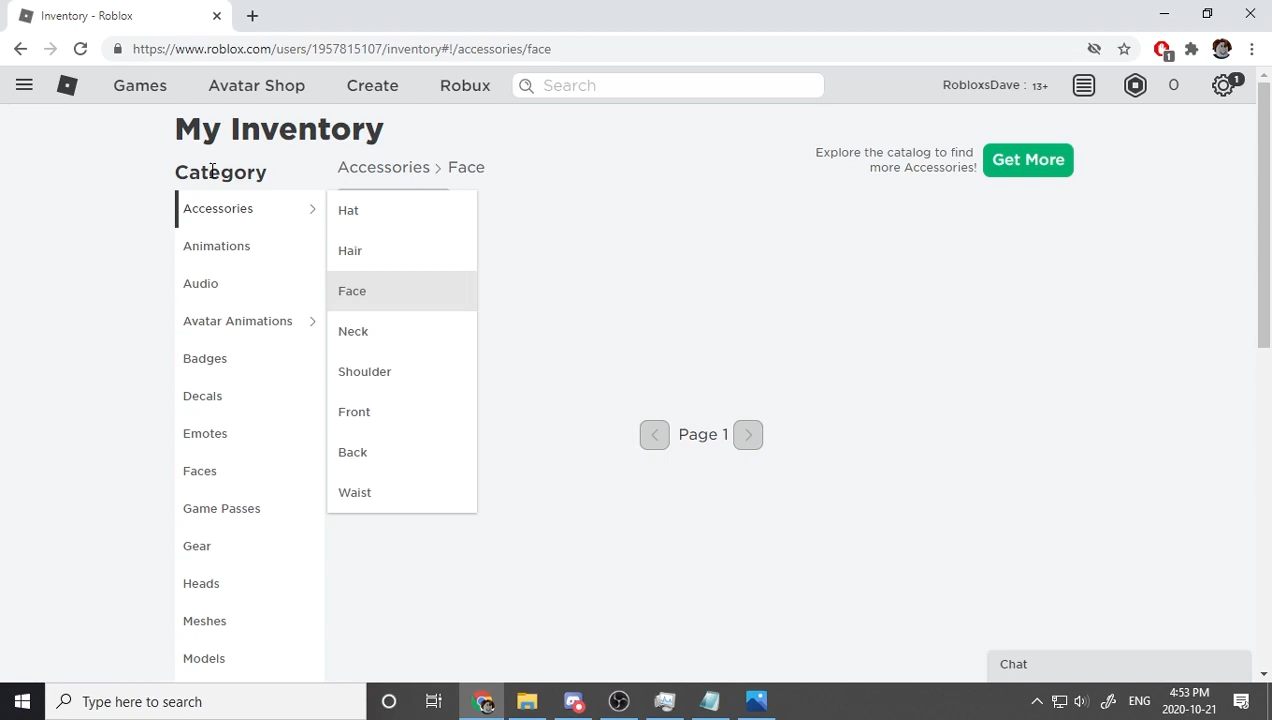 Inventory - Roblox
https://www.roblox.com/users/1957815107/inventory#!/accessories/face
1
Games
Avatar Shop
Create
Robux
Search
RobloxsDave : 13+
0
1
My Inventory
Category
Accessories > Face
Explore the catalog to find
more Accessories!
Get More
Accessories
Animations
Audio
Avatar Animations
Badges
Decals
Emotes
Faces
Game Passes
Gear
Heads
Meshes
Models
Hat
Hair
Face
Neck
Shoulder
Front
Back
Waist
Page 1
Chat
Type here to search
ENG
4:53 PM
2020-10-21